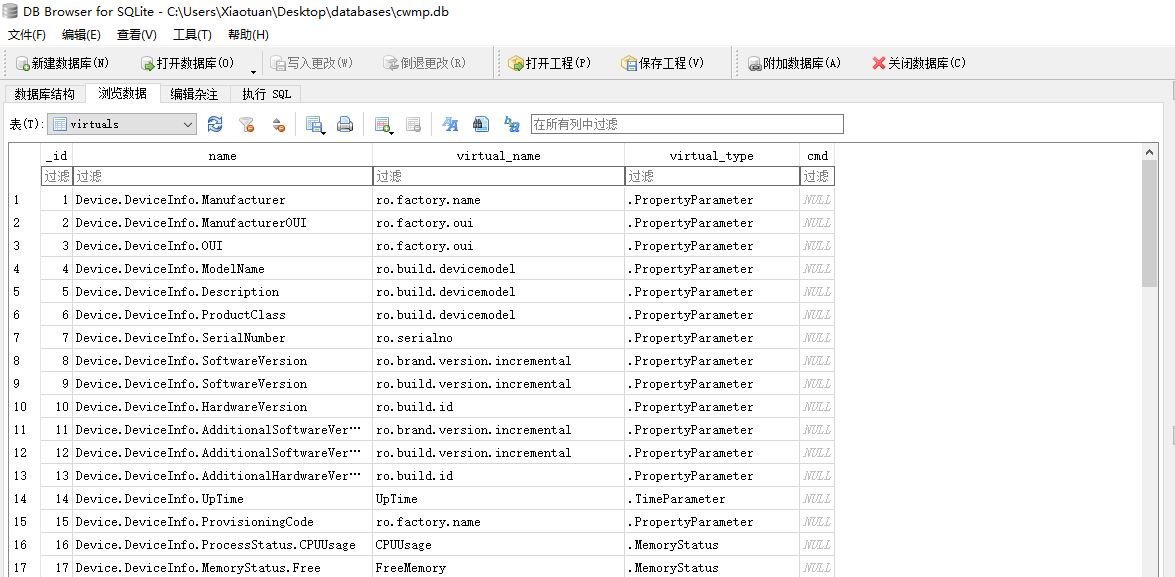 DB Browser for SQLite - C:\Users\Xiaotuan\Desktop\databases\cwmp.db
文件(F) 编辑(E) 查看(V) 工具(T) 帮助(H)
新建数据库(N) 打开数据库(O) 写入更改(W) 倒退更改(R) 打开工程(P) 保存工程(V) 附加数据库(A) 关闭数据库(C)
数据库结构 浏览数据 编辑杂注 执行 SQL
表(T): virtuals 在所有列中过滤
_id name virtual_name virtual_type cmd
过滤 过滤 过滤 过滤 过滤
1 1 Device.DeviceInfo.Manufacturer ro.factory.name .PropertyParameter NULL
2 2 Device.DeviceInfo.ManufacturerOUI ro.factory.oui .PropertyParameter NULL
3 3 Device.DeviceInfo.OUI ro.factory.oui .PropertyParameter NULL
4 4 Device.DeviceInfo.ModelName ro.build.devicemodel .PropertyParameter NULL
5 5 Device.DeviceInfo.Description ro.build.devicemodel .PropertyParameter NULL
6 6 Device.DeviceInfo.ProductClass ro.build.devicemodel .PropertyParameter NULL
7 7 Device.DeviceInfo.SerialNumber ro.serialno .PropertyParameter NULL
8 8 Device.DeviceInfo.SoftwareVersion ro.brand.version.incremental .PropertyParameter NULL
9 9 Device.DeviceInfo.SoftwareVersion ro.build.version.incremental .PropertyParameter NULL
10 10 Device.DeviceInfo.HardwareVersion ro.build.id .PropertyParameter NULL
11 11 Device.DeviceInfo.AdditionalSoftwareVer… ro.brand.version.incremental .PropertyParameter NULL
12 12 Device.DeviceInfo.AdditionalSoftwareVer… ro.build.version.incremental .PropertyParameter NULL
13 13 Device.DeviceInfo.AdditionalHardwareVer… ro.build.id .PropertyParameter NULL
14 14 Device.DeviceInfo.UpTime UpTime .TimeParameter NULL
15 15 Device.DeviceInfo.ProvisioningCode ro.factory.name .PropertyParameter NULL
16 16 Device.DeviceInfo.ProcessStatus.CPUUsage CPUUsage .MemoryStatus NULL
17 17 Device.DeviceInfo.MemoryStatus.Free FreeMemory .MemoryStatus NULL